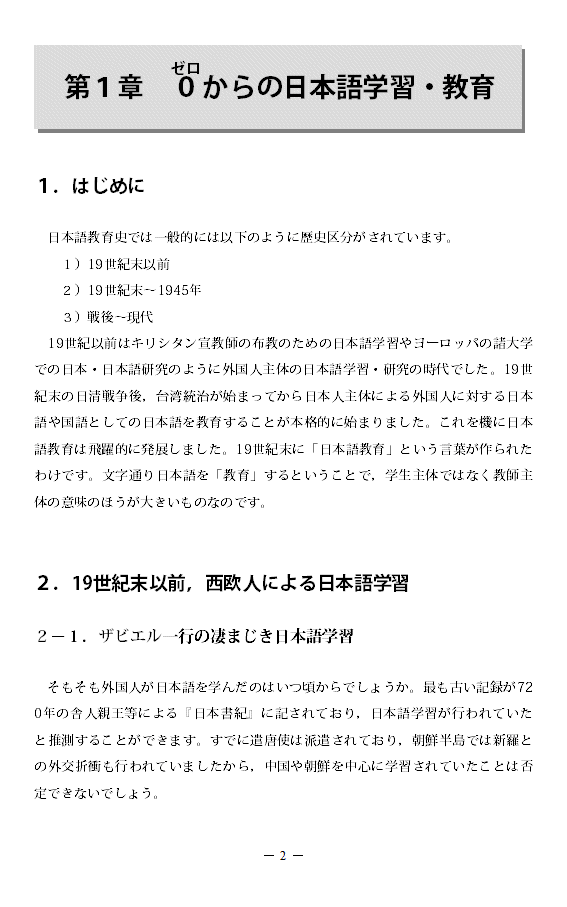 第１章　０からの日本語学習・教育
ゼロ
１．はじめに
日本語教育史では一般的には以下のように歴史区分がされています。
１）19世紀末以前
２）19世紀末～1945年
３）戦後～現代
19世紀以前はキリシタン宣教師の布教のための日本語学習やヨーロッパの諸大学
での日本・日本語研究のように外国人主体の日本語学習・研究の時代でした。19世
紀末の日清戦争後，台湾統治が始まってから日本人主体による外国人に対する日本
語や国語としての日本語を教育することが本格的に始まりました。これを機に日本
語教育は飛躍的に発展しました。19世紀末に「日本語教育」という言葉が作られた
わけです。文字通り日本語を「教育」するということで，学生主体ではなく教師主
体の意味のほうが大きいものなのです。
２．19世紀末以前，西欧人による日本語学習
２－１．ザビエル一行の凄まじき日本語学習
そもそも外国人が日本語を学んだのはいつ頃からでしょうか。最も古い記録が72
0年の舎人親王等による『日本書紀』に記されており，日本語学習が行われていた
と推測することができます。すでに遣唐使は派遣されており，朝鮮半島では新羅と
の外交折衝も行われていましたから，中国や朝鮮を中心に学習されていたことは否
定できないでしょう。
－ 2 －